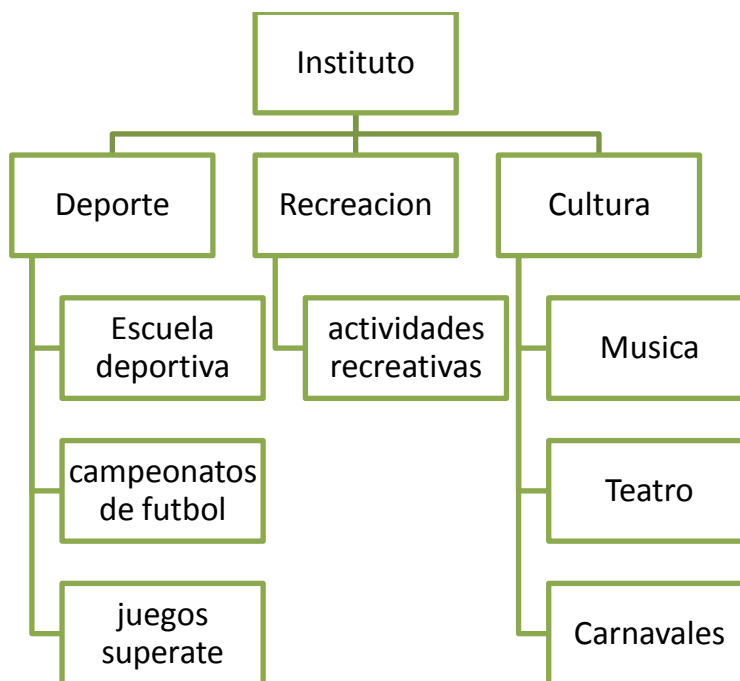 Instituto
Deporte
Recreacion
Cultura
Escuela
deportiva
campeonatos
de futbol
juegos
superate
actividades
recreativas
Musica
Teatro
Carnavales